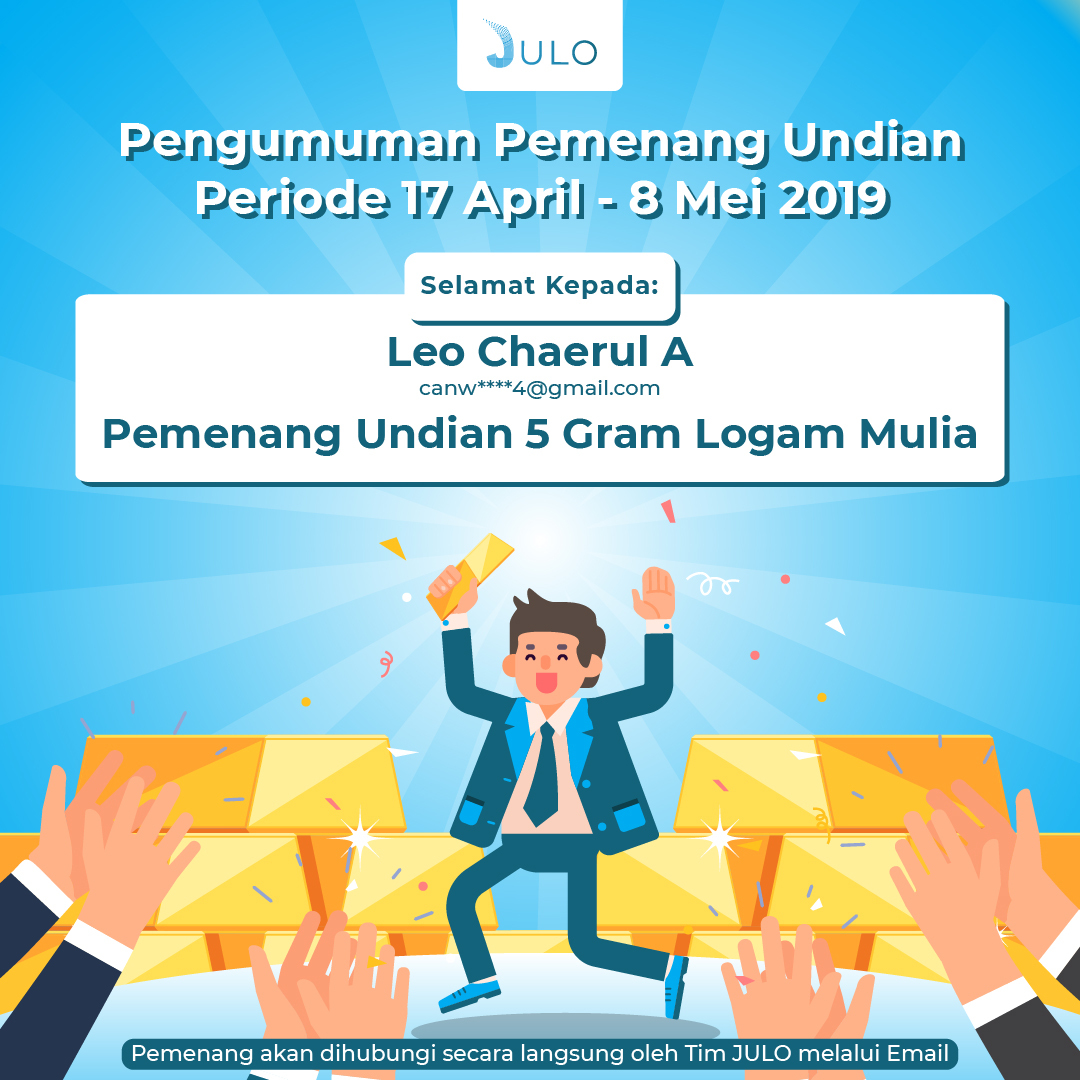 JULO
Pengumuman Pemenang Undian
Periode 17 April - 8 Mei 2019
Selamat Kepada:
Leo Chaerul A
canw****4@gmail.com
Pemenang Undian 5 Gram Logam Mulia
Pemenang akan dihubungi secara langsung oleh Tim JULO melalui Email